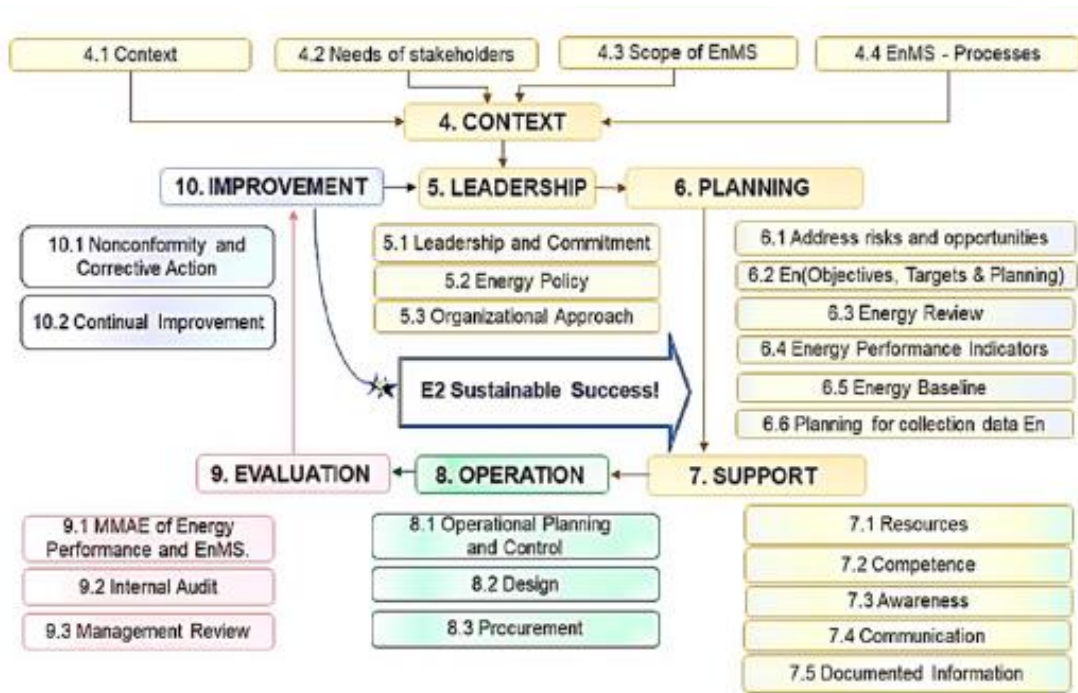 4.1 Context
4.2 Needs of stakeholders
4.3 Scope of EnMS
4.4 EnMS - Processes
4. CONTEXT
10. IMPROVEMENT
5. LEADERSHIP
6. PLANNING
10.1 Nonconformity and
Corrective Action
10.2 Continual Improvement
5.1 Leadership and Commitment
5.2 Energy Policy
5.3 Organizational Approach
6.1 Address risks and opportunities
6.2 En(Objectives, Targets & Planning)
6.3 Energy Review
6.4 Energy Performance Indicators
6.5 Energy Baseline
6.6 Planning for collection data En
E2 Sustainable Success!
9. EVALUATION
8. OPERATION
7. SUPPORT
9.1 MMAE of Energy
Performance and EnMS.
9.2 Internal Audit
9.3 Management Review
8.1 Operational Planning
and Control
8.2 Design
8.3 Procurement
7.1 Resources
7.2 Competence
7.3 Awareness
7.4 Communication
7.5 Documented Information